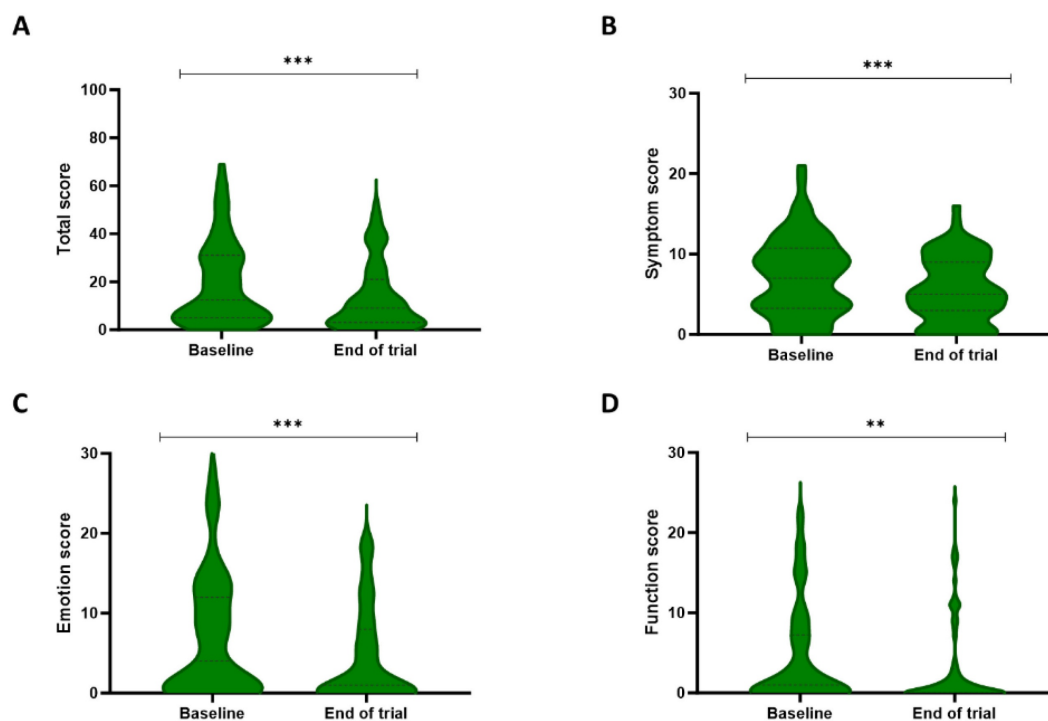 A
***
Total score
100
80
60
40
20
0
Baseline End of trial
B
***
Symptom score
30
20
10
0
Baseline End of trial
C
***
Emotion score
30
20
10
0
Baseline End of trial
D
**
Function score
30
20
10
0
Baseline End of trial